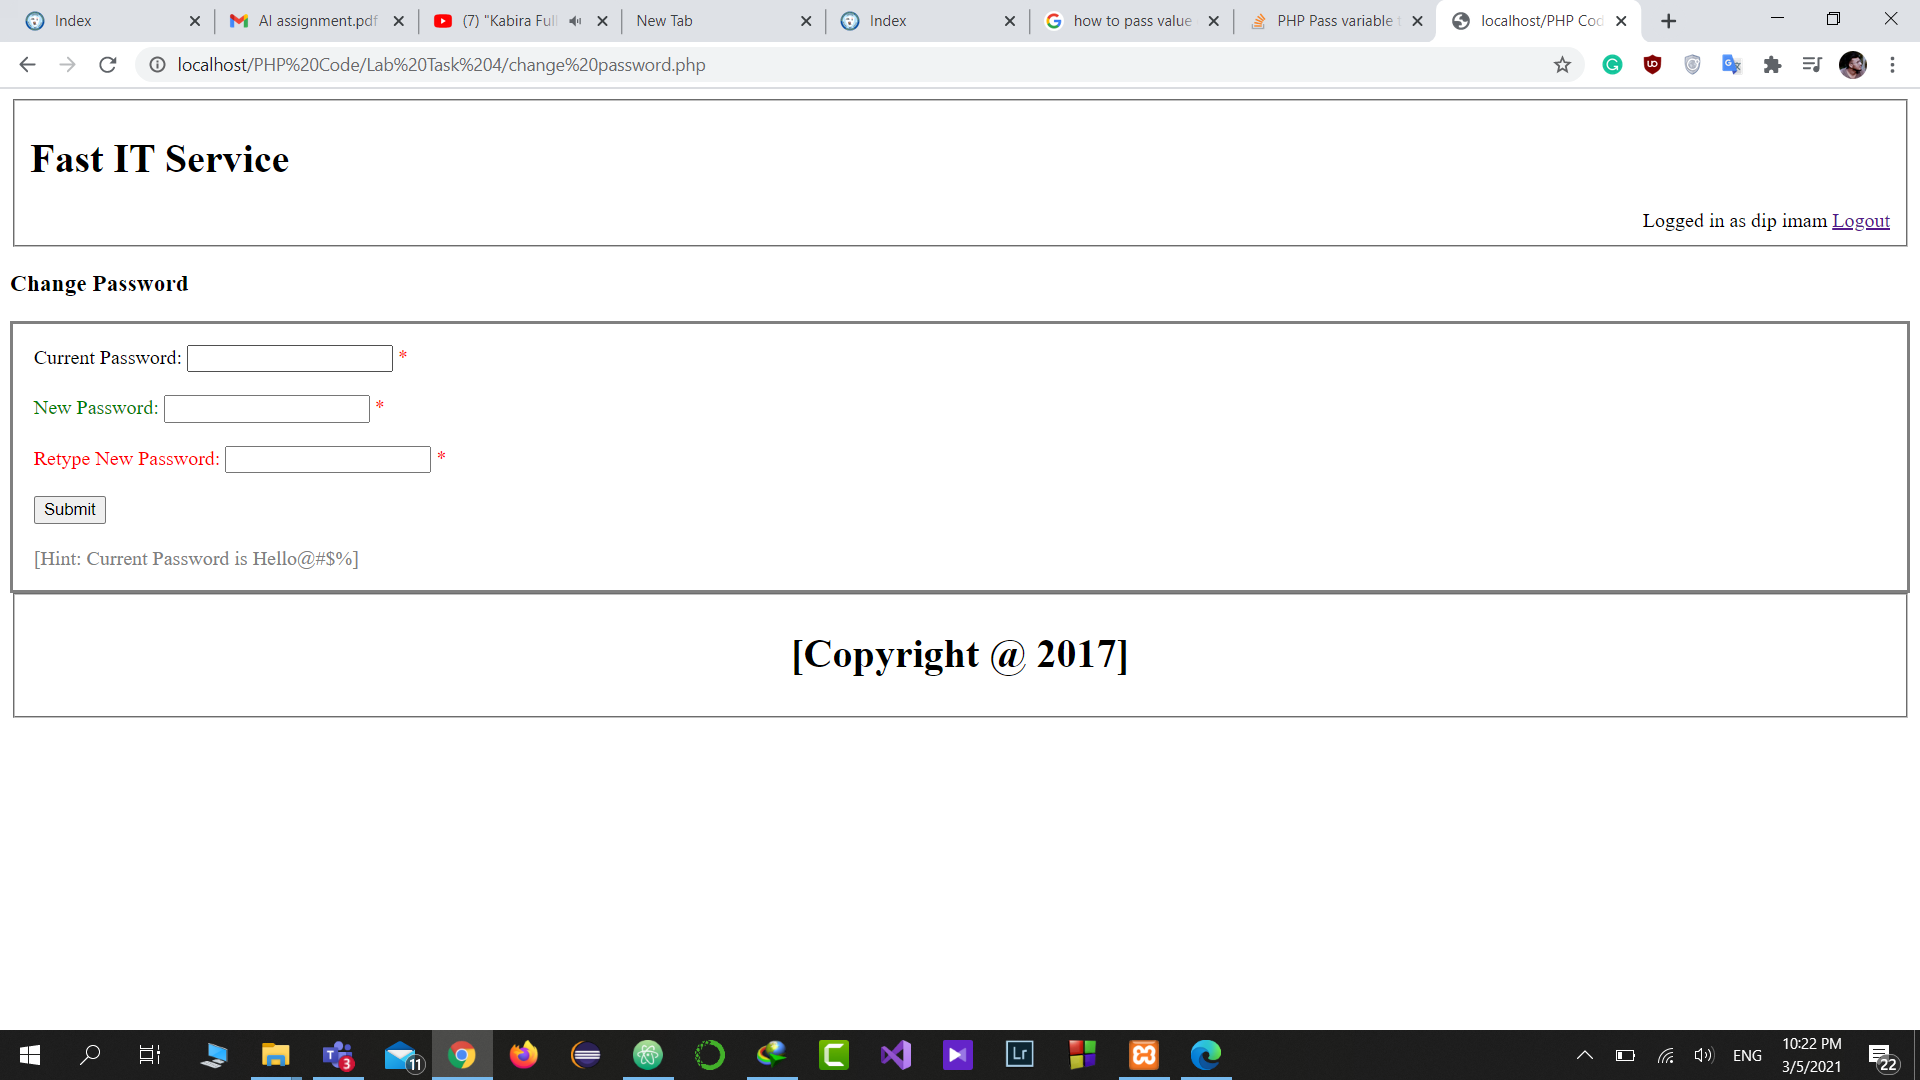 Index
AI assignment.pdf
(7) "Kabira Full
New Tab
Index
how to pass value
PHP Pass variable t
localhost/PHP Cod
localhost/PHP%20Code/Lab%20Task%204/change%20password.php
Fast IT Service
Logged in as dip imam Logout
Change Password
Current Password: *
New Password: *
Retype New Password: *
Submit
[Hint: Current Password is Hello@#$%]
[Copyright @ 2017]
3
11
Lr
ENG
10:22 PM
3/5/2021
22